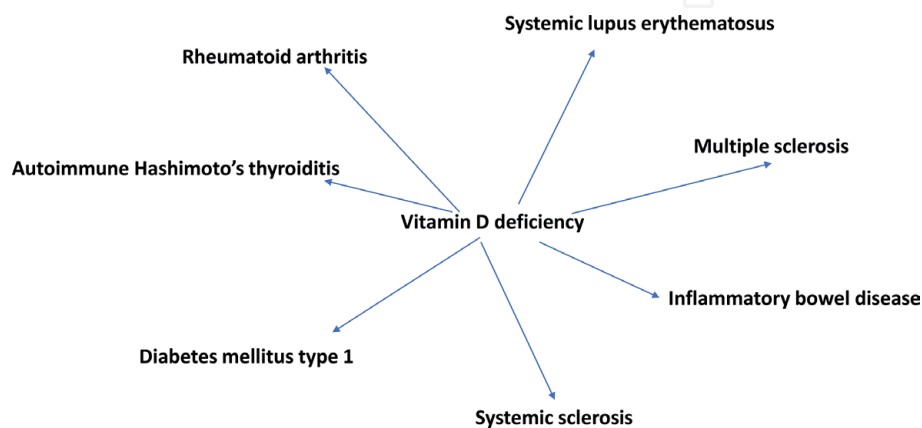 Systemic lupus erythematosus
Rheumatoid arthritis
Multiple sclerosis
Autoimmune Hashimoto’s thyroiditis
Vitamin D deficiency
Inflammatory bowel disease
Diabetes mellitus type 1
Systemic sclerosis